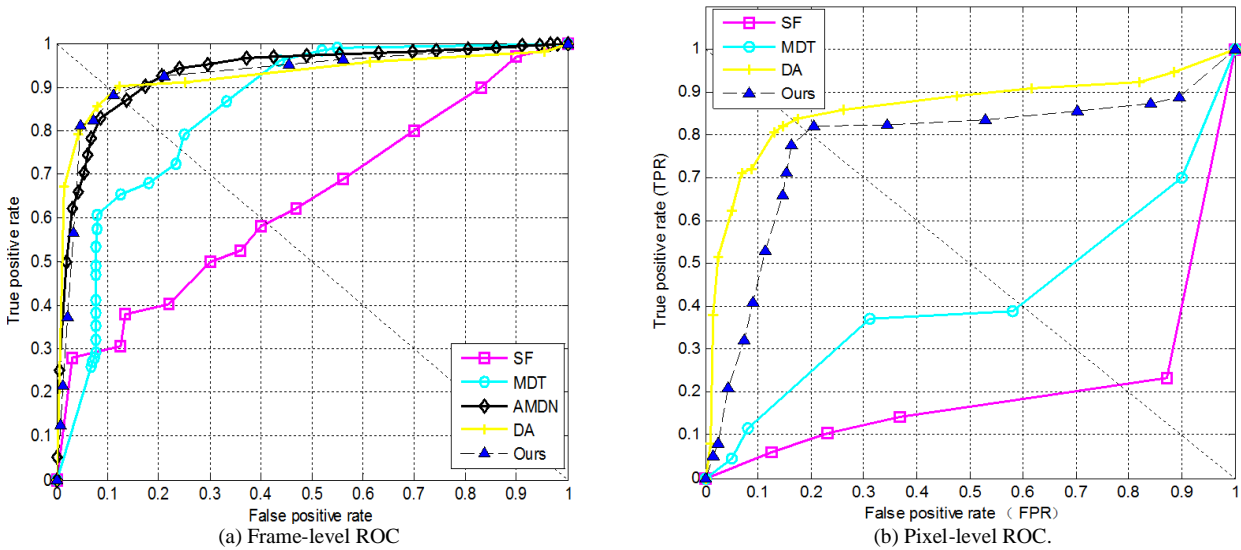 True positive rate
1
0.9
0.8
0.7
0.6
0.5
0.4
0.3
0.2
0.1
0
0 0.1 0.2 0.3 0.4 0.5 0.6 0.7 0.8 0.9 1
False positive rate
SF
MDT
AMDN
DA
Ours
(a) Frame-level ROC
True positive rate (TPR)
SF
MDT
DA
Ours
1
0.9
0.8
0.7
0.6
0.5
0.4
0.3
0.2
0.1
0
0 0.1 0.2 0.3 0.4 0.5 0.6 0.7 0.8 0.9 1
False positive rate （ FPR）
(b) Pixel-level ROC.